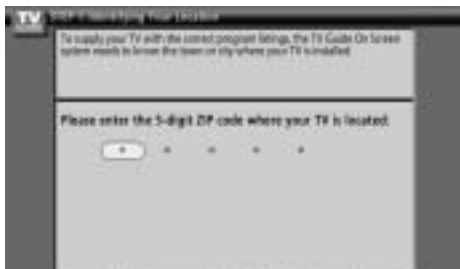 TV
STEP 1: Identifying Your Location
To supply your TV with the correct program listings, the TV Guide On Screen
system needs to know the town or city where your TV is installed.
Please enter the 5-digit ZIP code where your TV is located: